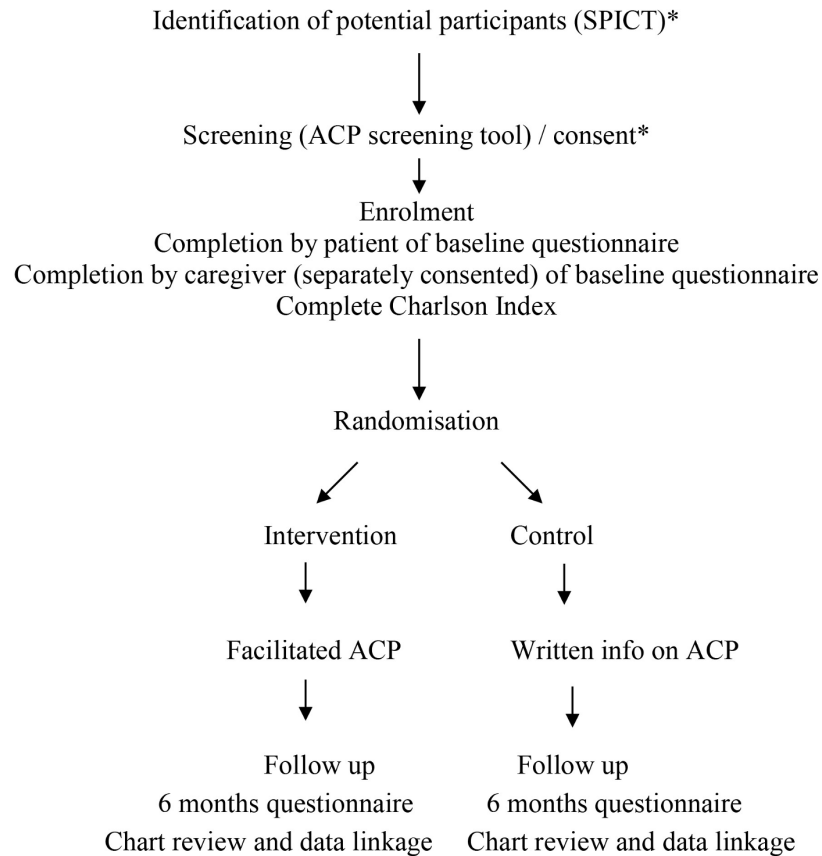 Identification of potential participants (SPICT)*
Screening (ACP screening tool) / consent*
Enrolment
Completion by patient of baseline questionnaire
Completion by caregiver (separately consented) of baseline questionnaire
Complete Charlson Index
Randomisation
Intervention
Control
Facilitated ACP
Written info on ACP
Follow up
6 months questionnaire
Chart review and data linkage
Follow up
6 months questionnaire
Chart review and data linkage